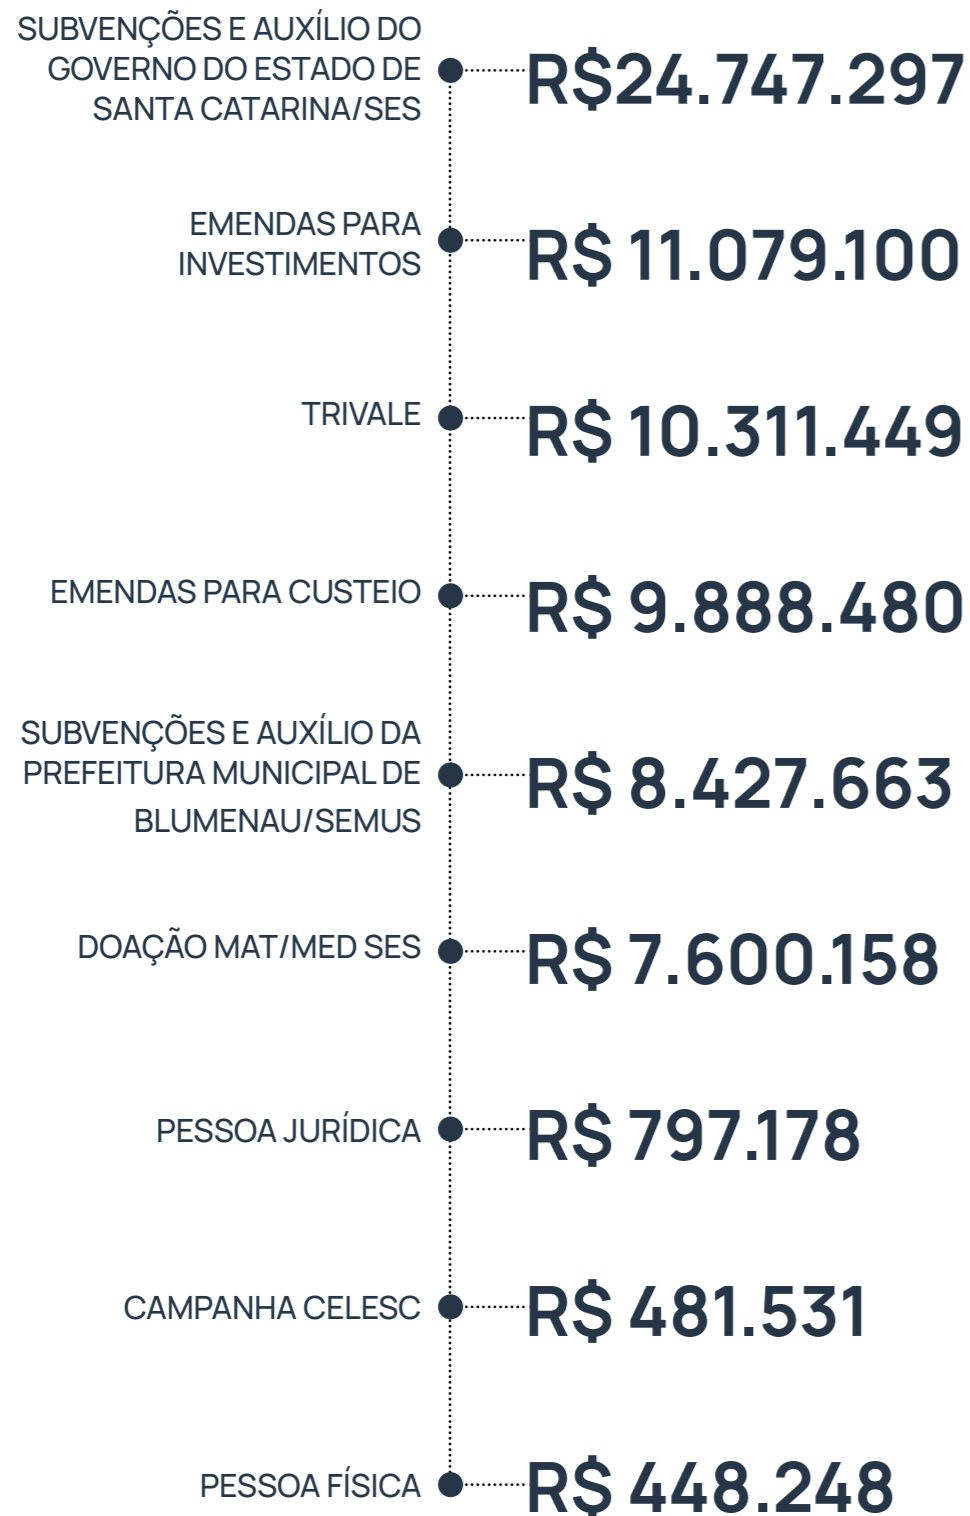 SUBVENÇÕES E AUXÍLIO DO
GOVERNO DO ESTADO DE
SANTA CATARINA/SES
R$24.747.297
EMENDAS PARA
INVESTIMENTOS
R$ 11.079.100
TRIVALE
R$ 10.311.449
EMENDAS PARA CUSTEIO
R$ 9.888.480
SUBVENÇÕES E AUXÍLIO DA
PREFEITURA MUNICIPAL DE
BLUMENAU/SEMUS
R$ 8.427.663
DOAÇÃO MAT/MED SES
R$ 7.600.158
PESSOA JURÍDICA
R$ 797.178
CAMPANHA CELESC
R$ 481.531
PESSOA FÍSICA
R$ 448.248